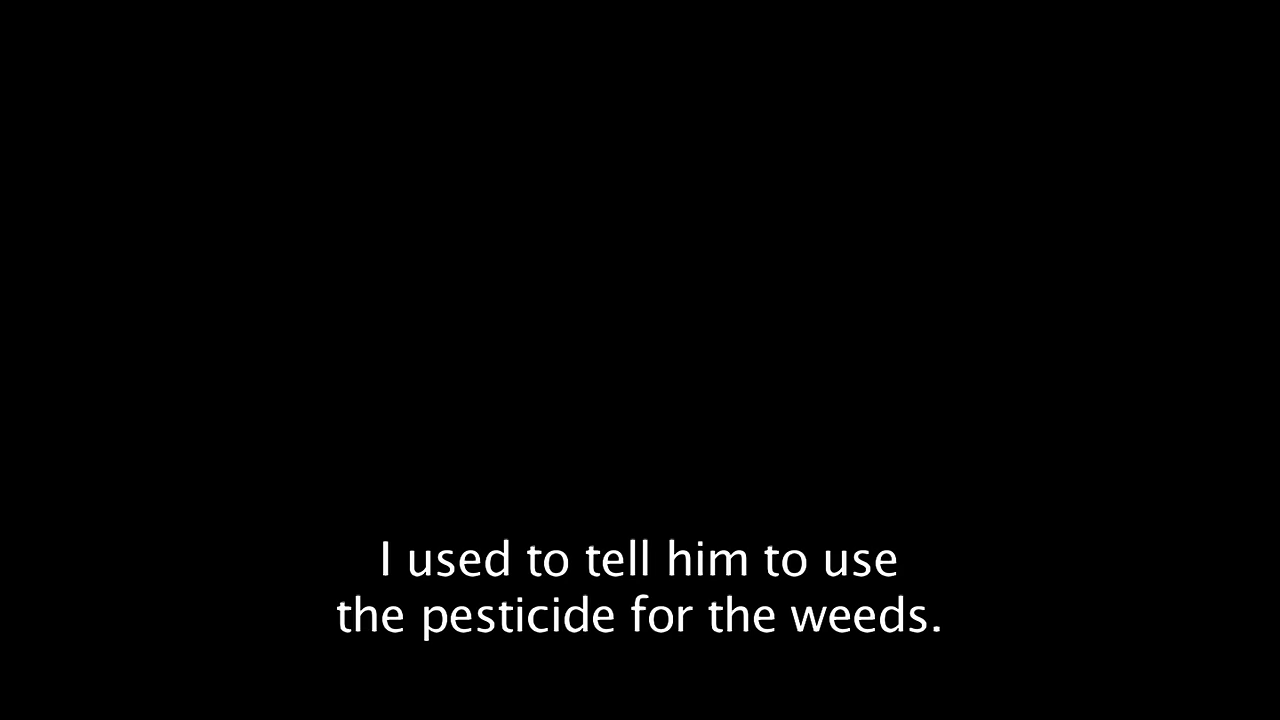 I used to tell him to use
the pesticide for the weeds.